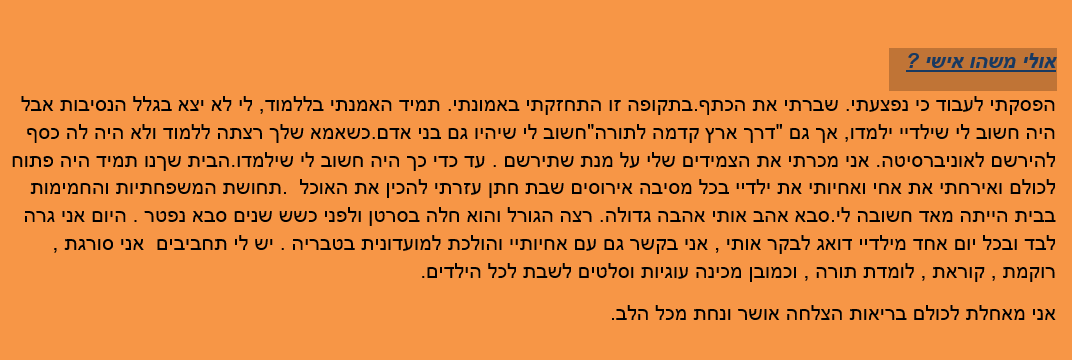 אולי משהו אישי ?
הפסקתי לעבוד כי נפצעתי. שברתי את הכתף.בתקופה זו התחזקתי באמונתי. תמיד האמנתי בללמוד, לי לא יצא בגלל הנסיבות אבל
היה חשוב לי שילדיי ילמדו, אך גם "דרך ארץ קדמה לתורה"חשוב לי שיהיו גם בני אדם.כשאמא שלך רצתה ללמוד ולא היה לה כסף
להירשם לאוניברסיטה. אני מכרתי את הצמידים שלי על מנת שתירשם . עד כדי כך היה חשוב לי שילמדו.הבית שךנו תמיד היה פתוח
לכולם ואירחתי את אחי ואחיותי את ילדיי בכל מסיבה אירוסים שבת חתן עזרתי להכין את האוכל .תחושת המשפחתיות והחמימות
בבית הייתה מאד חשובה לי.סבא אהב אותי אהבה גדולה. רצה הגורל והוא חלה בסרטן ולפני כשש שנים סבא נפטר . היום אני גרה
לבד ובכל יום אחד מילדיי דואג לבקר אותי , אני בקשר גם עם אחיותיי והולכת למועדונית בטבריה . יש לי תחביבים אני סורגת ,
רוקמת , קוראת , לומדת תורה , וכמובן מכינה עוגיות וסלטים לשבת לכל הילדים.
אני מאחלת לכולם בריאות הצלחה אושר ונחת מכל הלב.